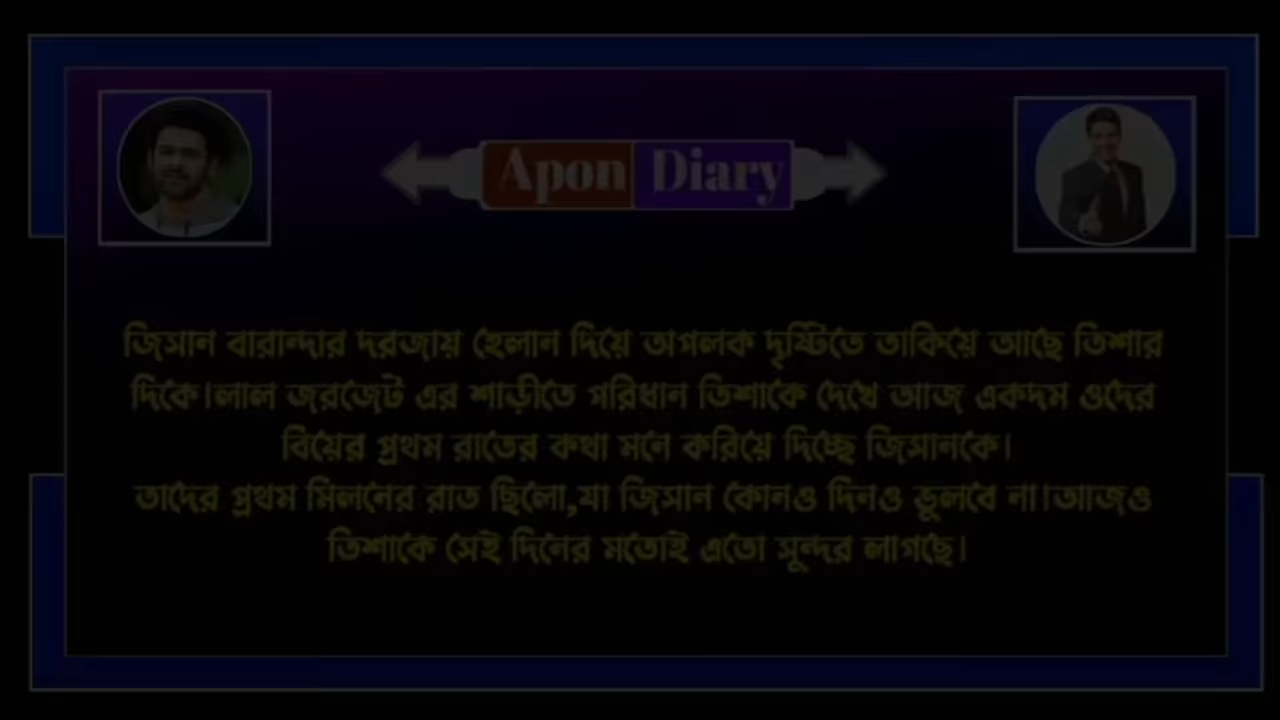 Apon Diary
জিসান বারান্দার দরজায় হেলান দিয়ে অপলক দৃষ্টিতে তাকিয়ে আছে তিশার
দিকে।লাল জরজেট এর শাড়ীতে পরিধান তিশাকে দেখে আজ একদম ওদের
বিয়ের প্রথম রাতের কথা মনে করিয়ে দিচ্ছে জিসানকে।
তাদের প্রথম মিলনের রাত ছিলো,যা জিসান কোনও দিনও ভূলবে না।আজও
তিশাকে সেই দিনের মতোই এতো সুন্দর লাগছে।